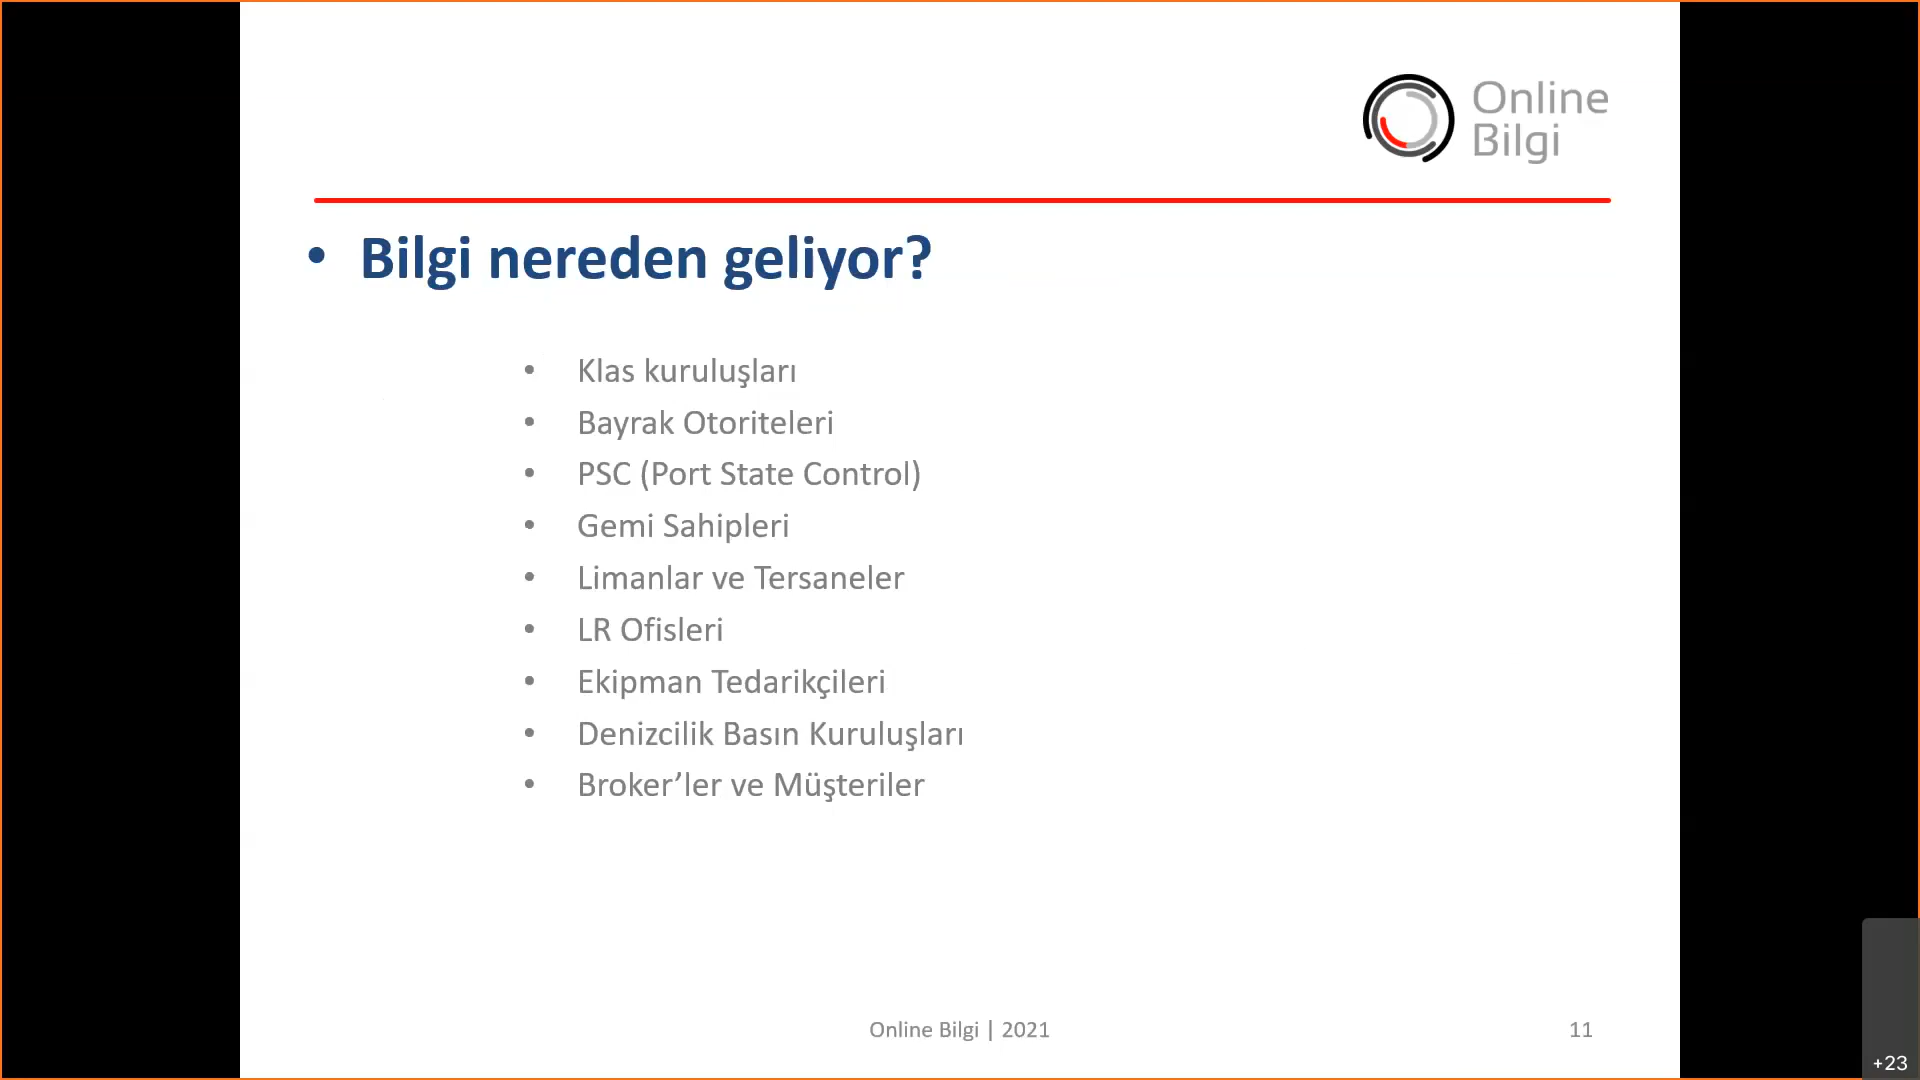 Online
Bilgi
• Bilgi nereden geliyor?
• Klas kuruluşları
• Bayrak Otoriteleri
• PSC (Port State Control)
• Gemi Sahipleri
• Limanlar ve Tersaneler
• LR Ofisleri
• Ekipman Tedarikçileri
• Denizcilik Basın Kuruluşları
• Broker’ler ve Müşteriler
Online Bilgi | 2021
11
+23